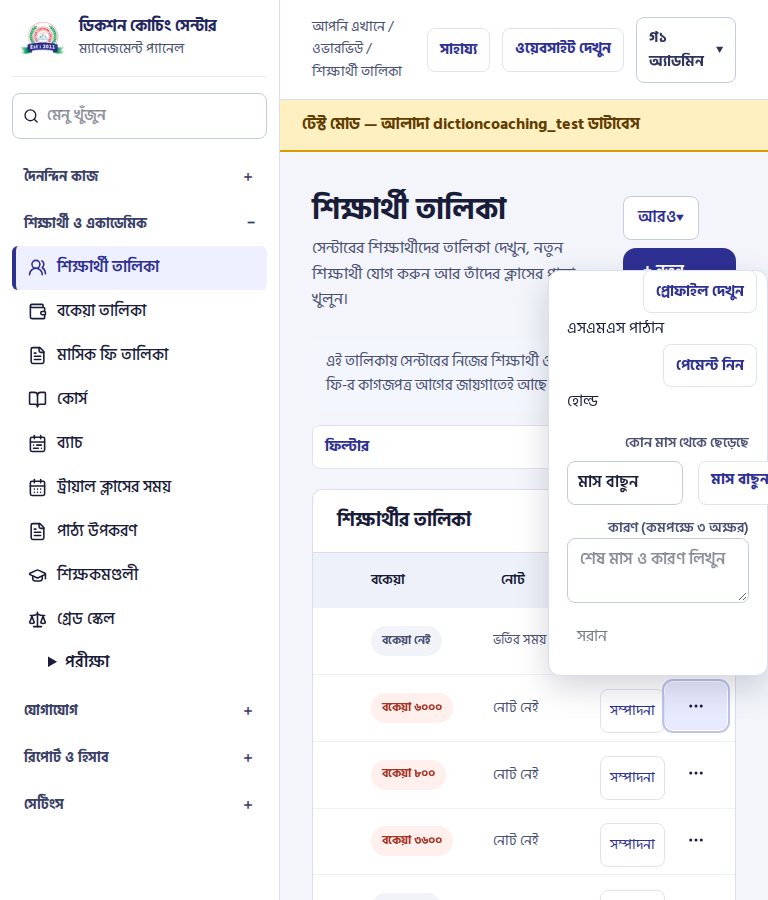 ডিকশন কোচিং সেন্টার
ম্যানেজমেন্ট প্যানেল
Est : 2011
মেনু খুঁজুন
দৈনন্দিন কাজ +
শিক্ষার্থী ও একাডেমিক −
শিক্ষার্থী তালিকা
বকেয়া তালিকা
মাসিক ফি তালিকা
কোর্স
ব্যাচ
ট্রায়াল ক্লাসের সময়
পাঠ্য উপকরণ
শিক্ষকমণ্ডলী
গ্রেড স্কেল
▶ পরীক্ষা
যোগাযোগ +
রিপোর্ট ও হিসাব +
সেটিংস +
আপনি এখানে /
ওভারভিউ /
শিক্ষার্থী তালিকা
সাহায্য
ওয়েবসাইট দেখুন
গ১
অ্যাডমিন ▼
টেস্ট মোড — আলাদা dictioncoaching_test ডাটাবেস
শিক্ষার্থী তালিকা
আরও▾
সেন্টারের শিক্ষার্থীদের তালিকা দেখুন, নতুন
শিক্ষার্থী যোগ করুন আর তাঁদের ক্লাসের
খুলুন।
এই তালিকায় সেন্টারের নিজের শিক্ষার্থী
ফি-র কাগজপত্র আগের জায়গাতেই আছে
ফিল্টার
প্রোফাইল দেখুন
এসএমএস পাঠান
পেমেন্ট নিন
হোল্ড
কোন মাস থেকে ছেড়েছে
মাস বাছুন মাস বাছুন
কারণ (কমপক্ষে ৩ অক্ষর)
শেষ মাস ও কারণ লিখুন
সরান
শিক্ষার্থীর তালিকা
বকেয়া নোট
বকেয়া নেই ভর্তির সময়
বকেয়া ৬০০০ নোট নেই সম্পাদনা ···
বকেয়া ৮০০ নোট নেই সম্পাদনা ···
বকেয়া ৩৬০০ নোট নেই সম্পাদনা ···